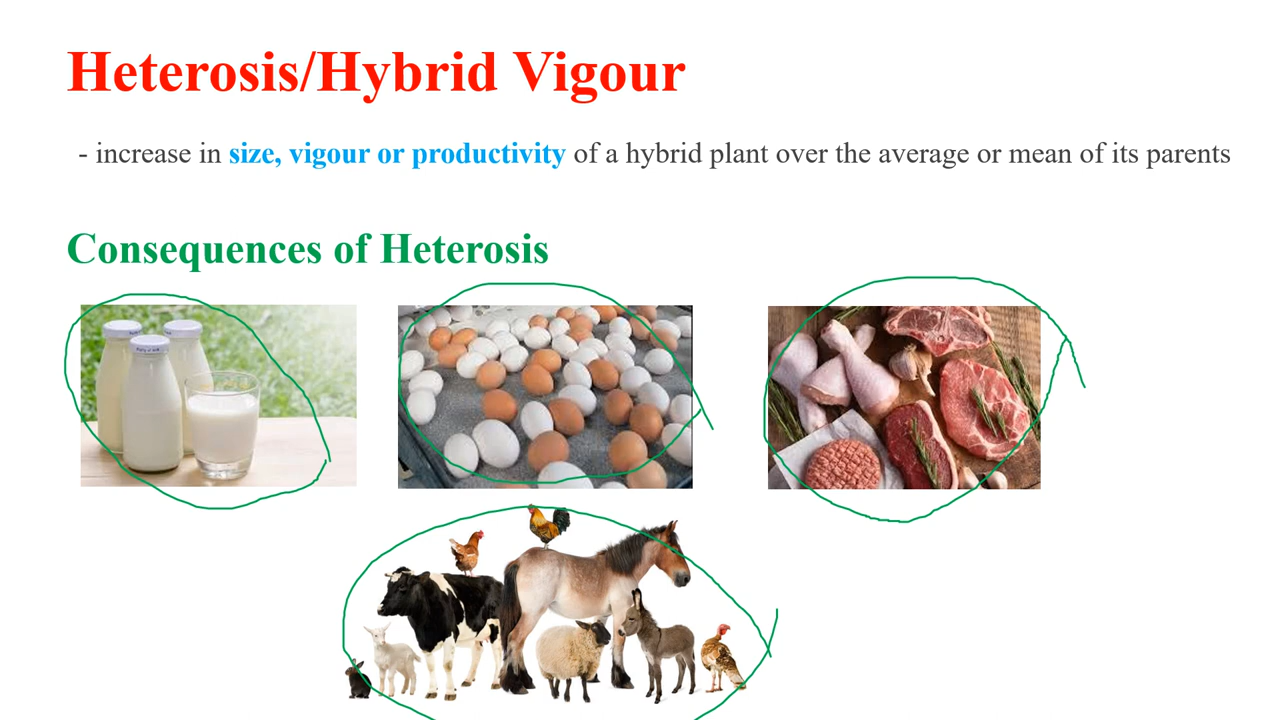 Heterosis/Hybrid Vigour
- increase in size, vigour or productivity of a hybrid plant over the average or mean of its parents
Consequences of Heterosis